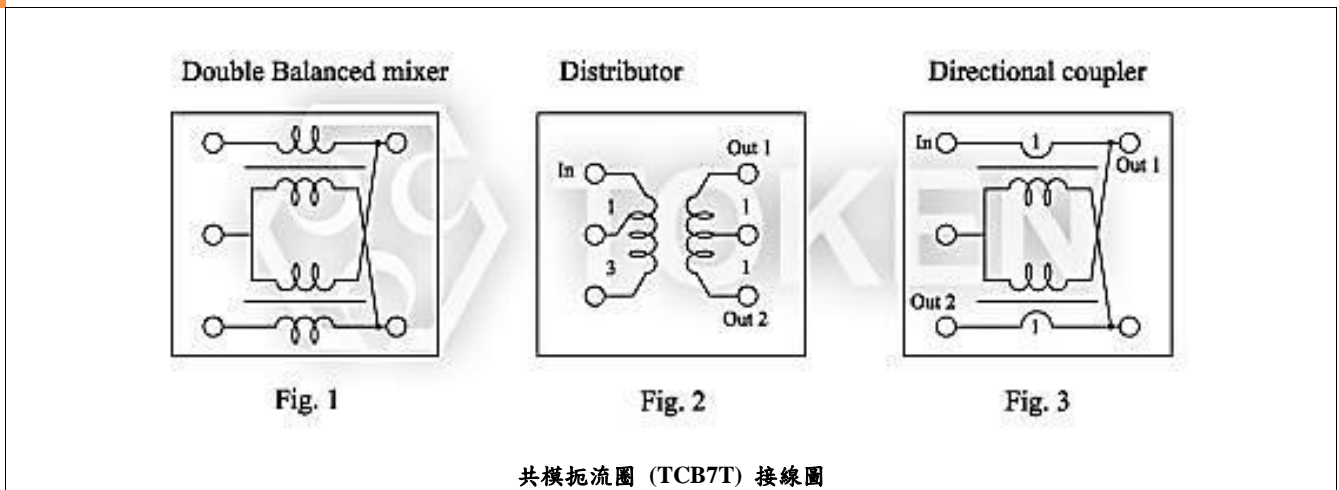 Double Balanced mixer
Distributor
Directional coupler
TOKEN
In
1
3
Out 1
1
1
Out 2
In
1
Out 1
Out 2
1
Fig. 1
Fig. 2
Fig. 3
共模扼流圈 (TCB7T) 接線圖